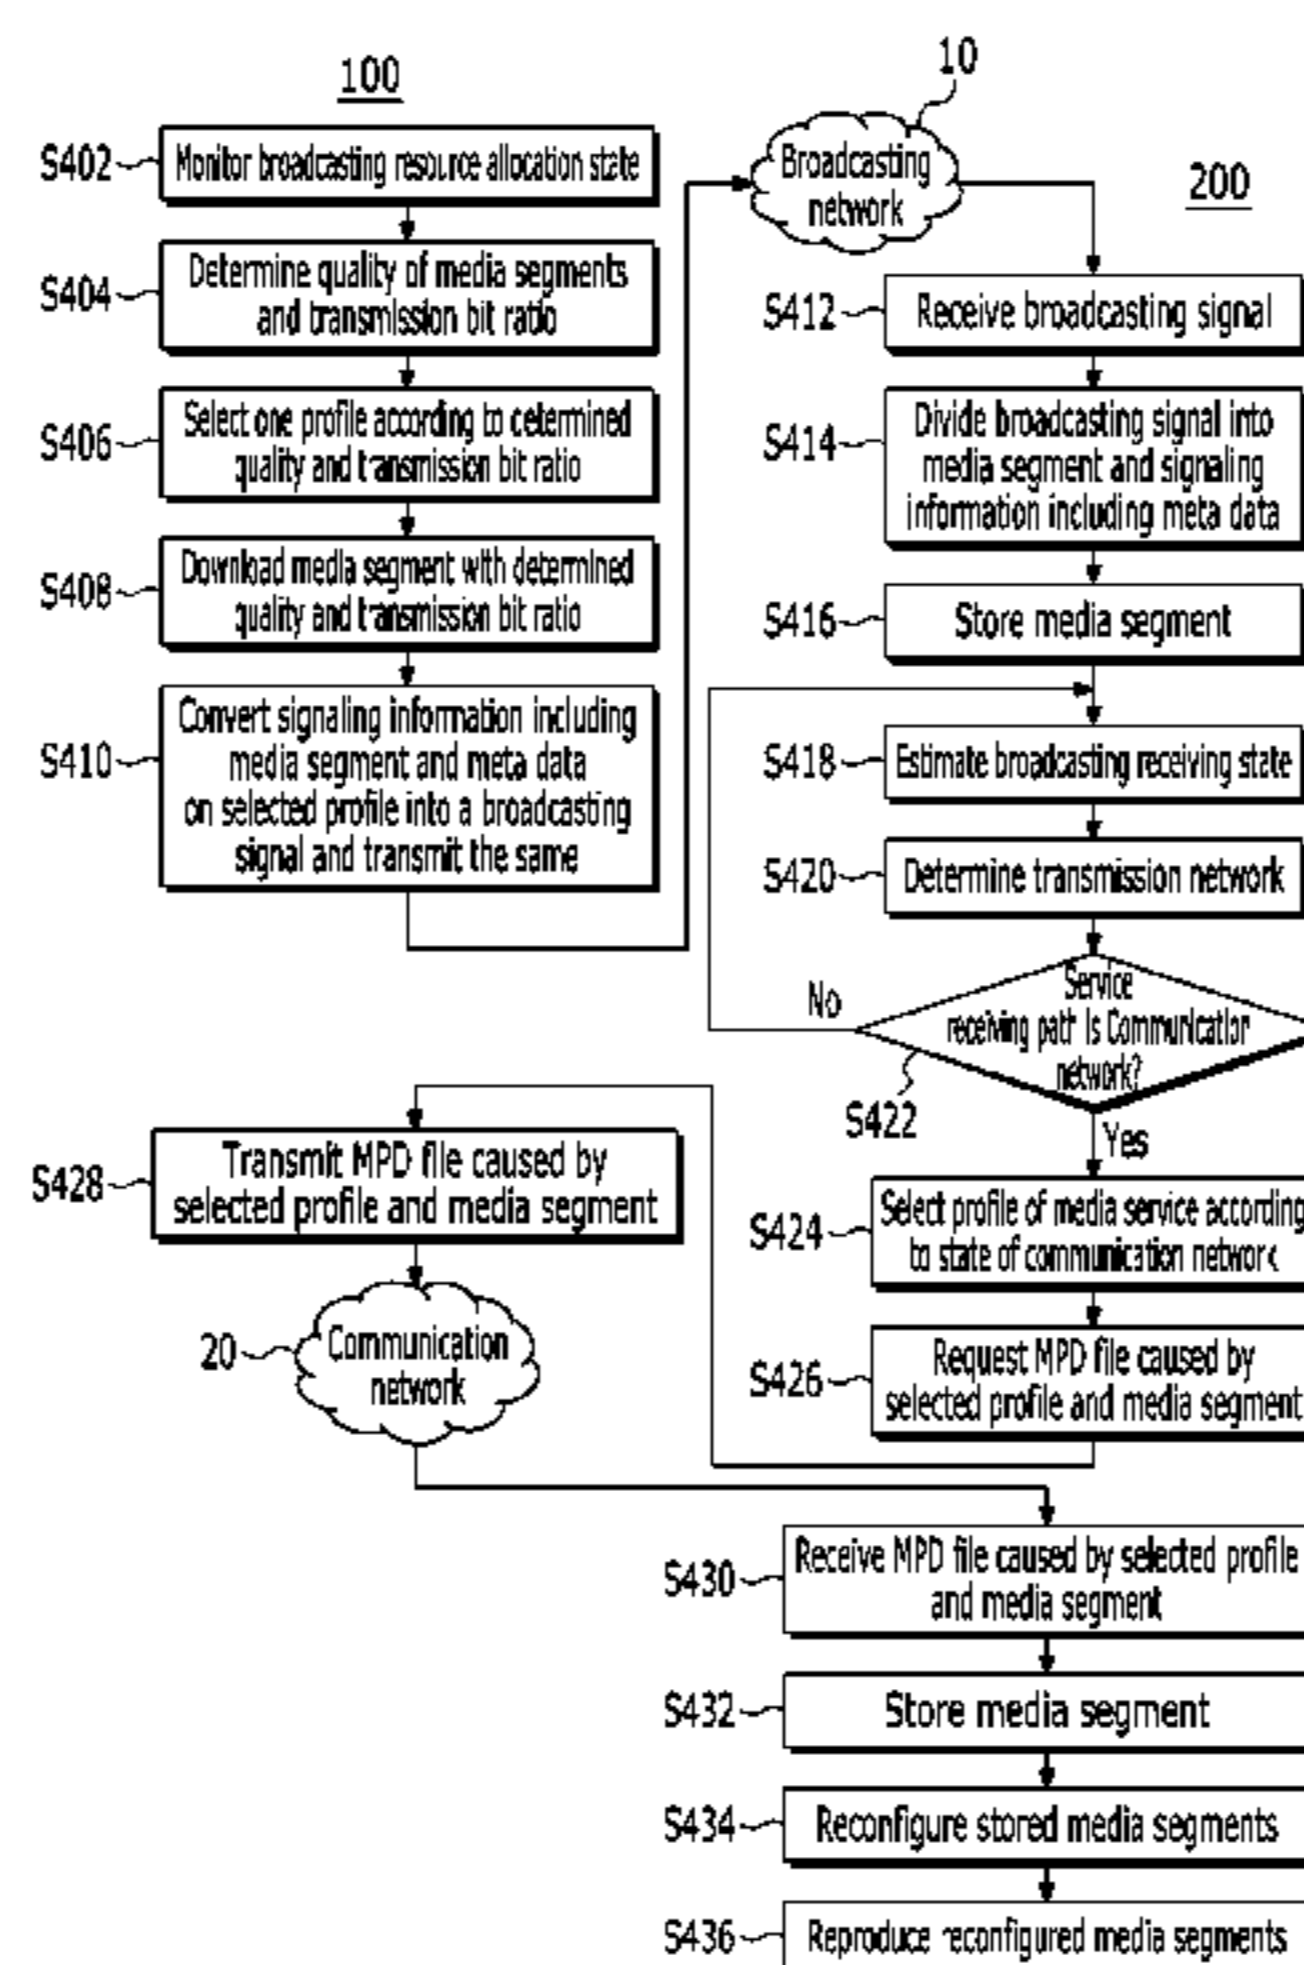 100
S402
Monitor broadcasting resource allocation state
S404
Determine quality of media segments
and transmission bit ratio
S406
Select one profile according to determined
quality and transmission bit ratio
S408
Download media segment with determined
quality and transmission bit ratio
S410
Convert signaling information including
media segment and meta data
on selected profile into a broadcasting
signal and transmit the same
10
Broadcasting
network
200
S412
Receive broadcasting signal
S414
Divide broadcasting signal into
media segment and signaling
information including meta data
S416
Store media segment
S418
Estimate broadcasting receiving state
S420
Determine transmission network
No
Service
receiving path is Communication
network?
S422
Yes
S424
Select profile of media service according
to state of communication network
S426
Request MPD file caused by
selected profile and media segment
S428
Transmit MPD file caused by
selected profile and media segment
20
Communication
network
S430
Receive MPD file caused by selected profile
and media segment
S432
Store media segment
S434
Reconfigure stored media segments
S436
Reproduce reconfigured media segments